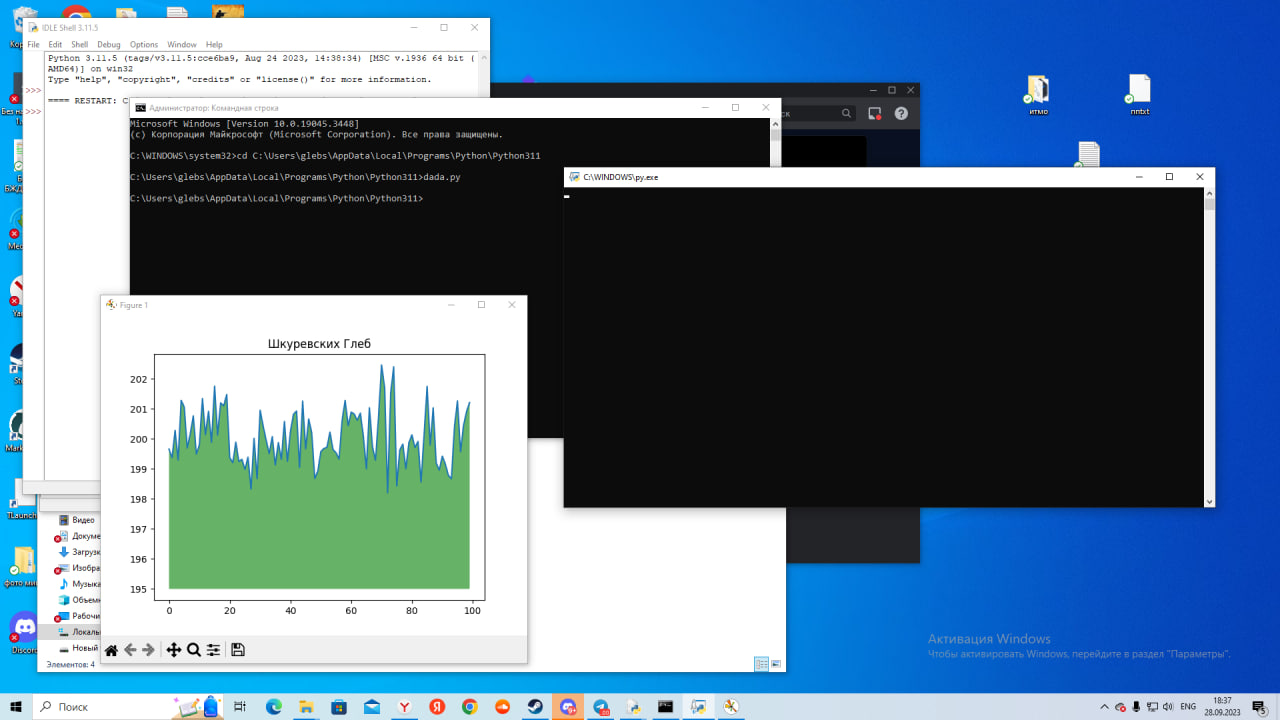 IDLE Shell 3.11.5
File Edit Shell Debug Options Window Help
Python 3.11.5 (tags/v3.11.5:cce6ba9, Aug 24 2023, 14:38:34) [MSC v.1936 64 bit (
AMD64)] on win32
Type "help", "copyright", "credits" or "license()" for more information.
>>>
==== RESTART: C
>>>
Администратор: Командная строка
Microsoft Windows [Version 10.0.19045.3448]
(c) Корпорация Майкрософт (Microsoft Corporation). Все права защищены.
C:\WINDOWS\system32>cd C:\Users\glebs\AppData\Local\Programs\Python\Python311
C:\Users\glebs\AppData\Local\Programs\Python\Python311>dada.py
C:\Users\glebs\AppData\Local\Programs\Python\Python311>
итмо
nntxt
C:\WINDOWS\py.exe
Figure 1
Шкуревских Глеб
202
201
200
199
198
197
196
195
0 20 40 60 80 100
Видео
Докуме
Загрузк
Изобра
Музыка
Объемн
Рабочи
Локаль
Новый
Элементов: 4
TLaunch
Discord
Активация Windows
Чтобы активировать Windows, перейдите в раздел "Параметры".
Поиск
ENG
18:37
28.09.2023